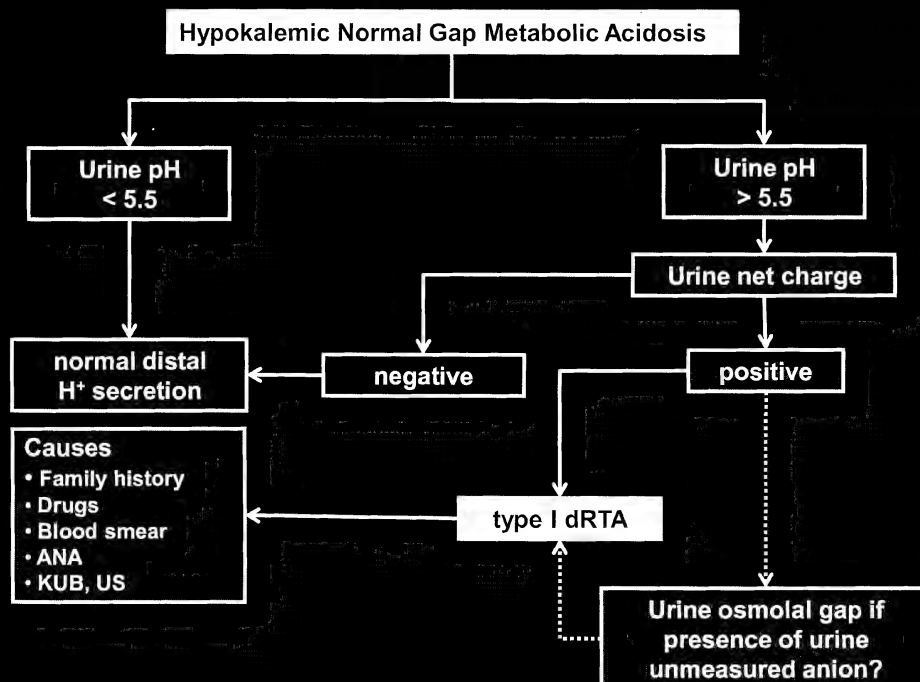 Hypokalemic Normal Gap Metabolic Acidosis
Urine pH
< 5.5
Urine pH
> 5.5
Urine net charge
normal distal
H⁺ secretion
negative
positive
Causes
• Family history
• Drugs
• Blood smear
• ANA
• KUB, US
type I dRTA
Urine osmolal gap if
presence of urine
unmeasured anion?